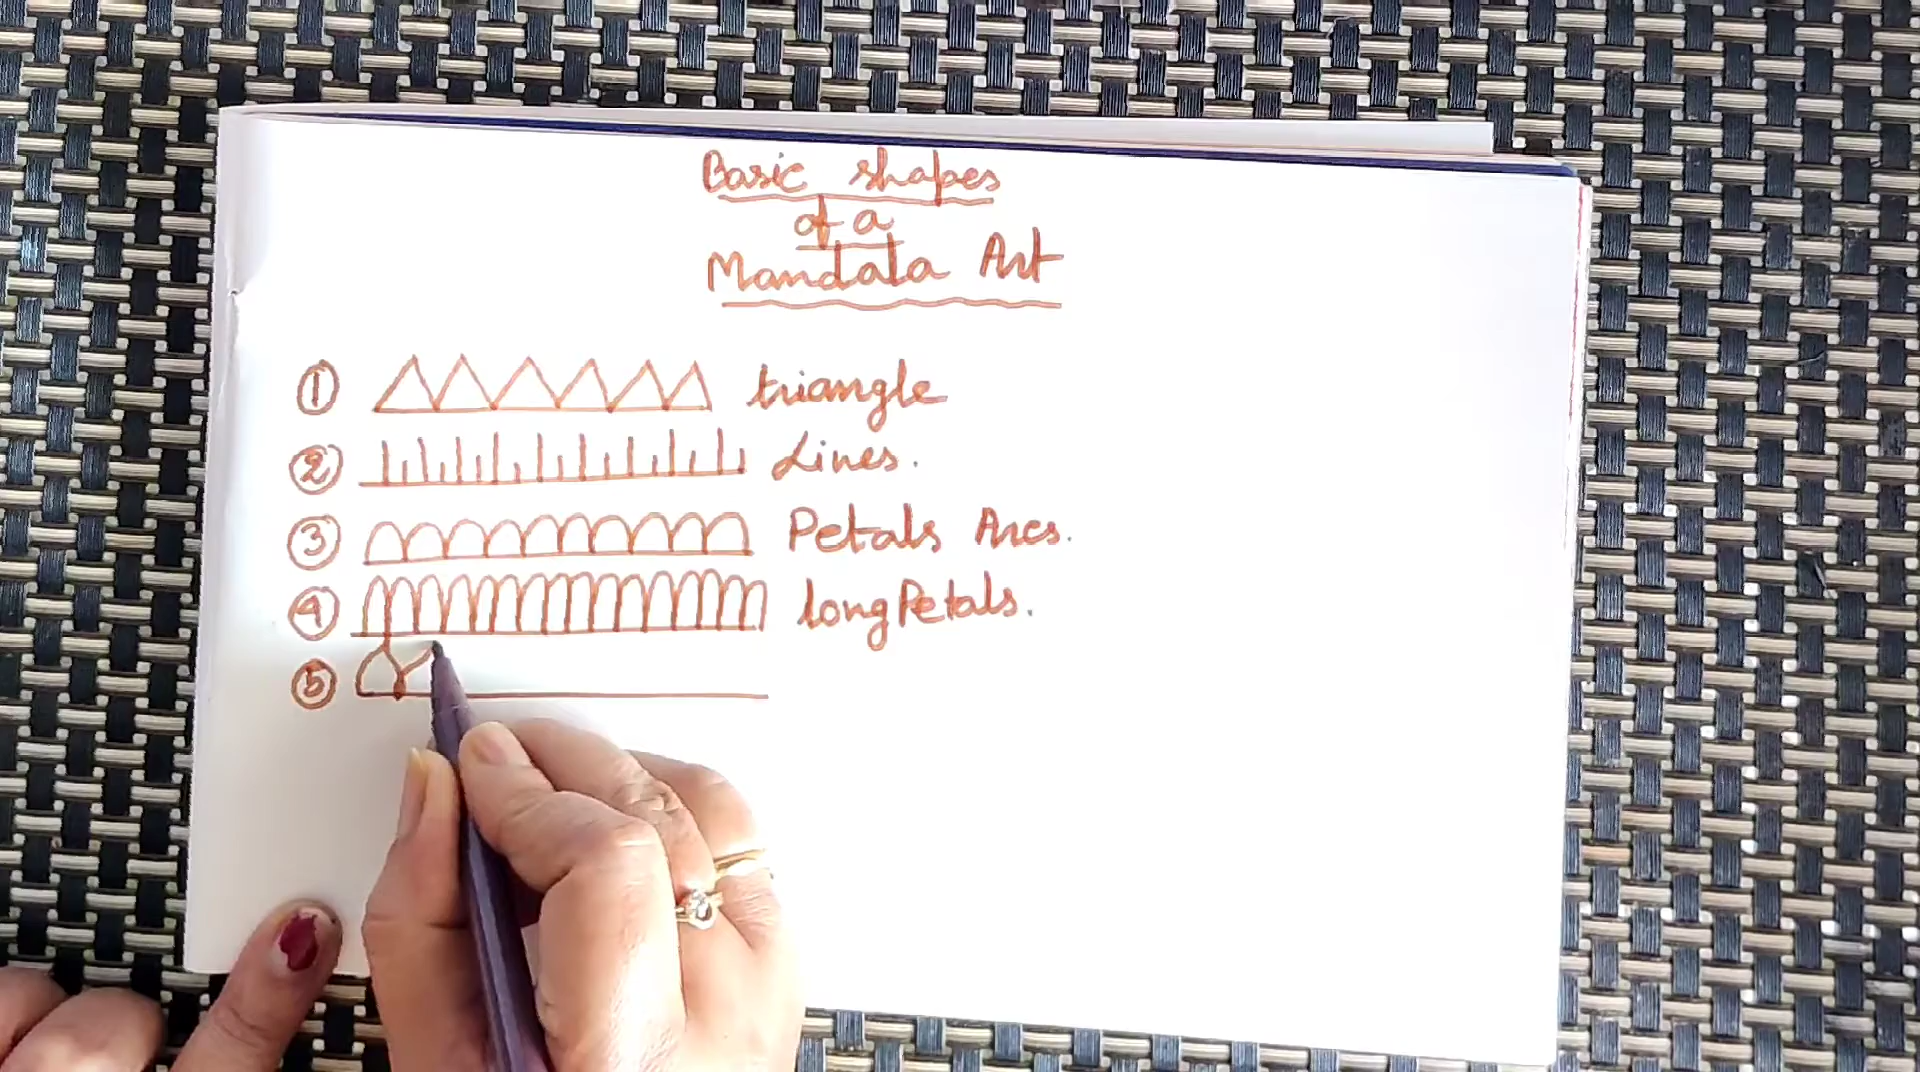 Basic shapes
of a
Mandala Art
① triangle
② Lines.
③ Petals Arcs.
④ long Petals.
⑤